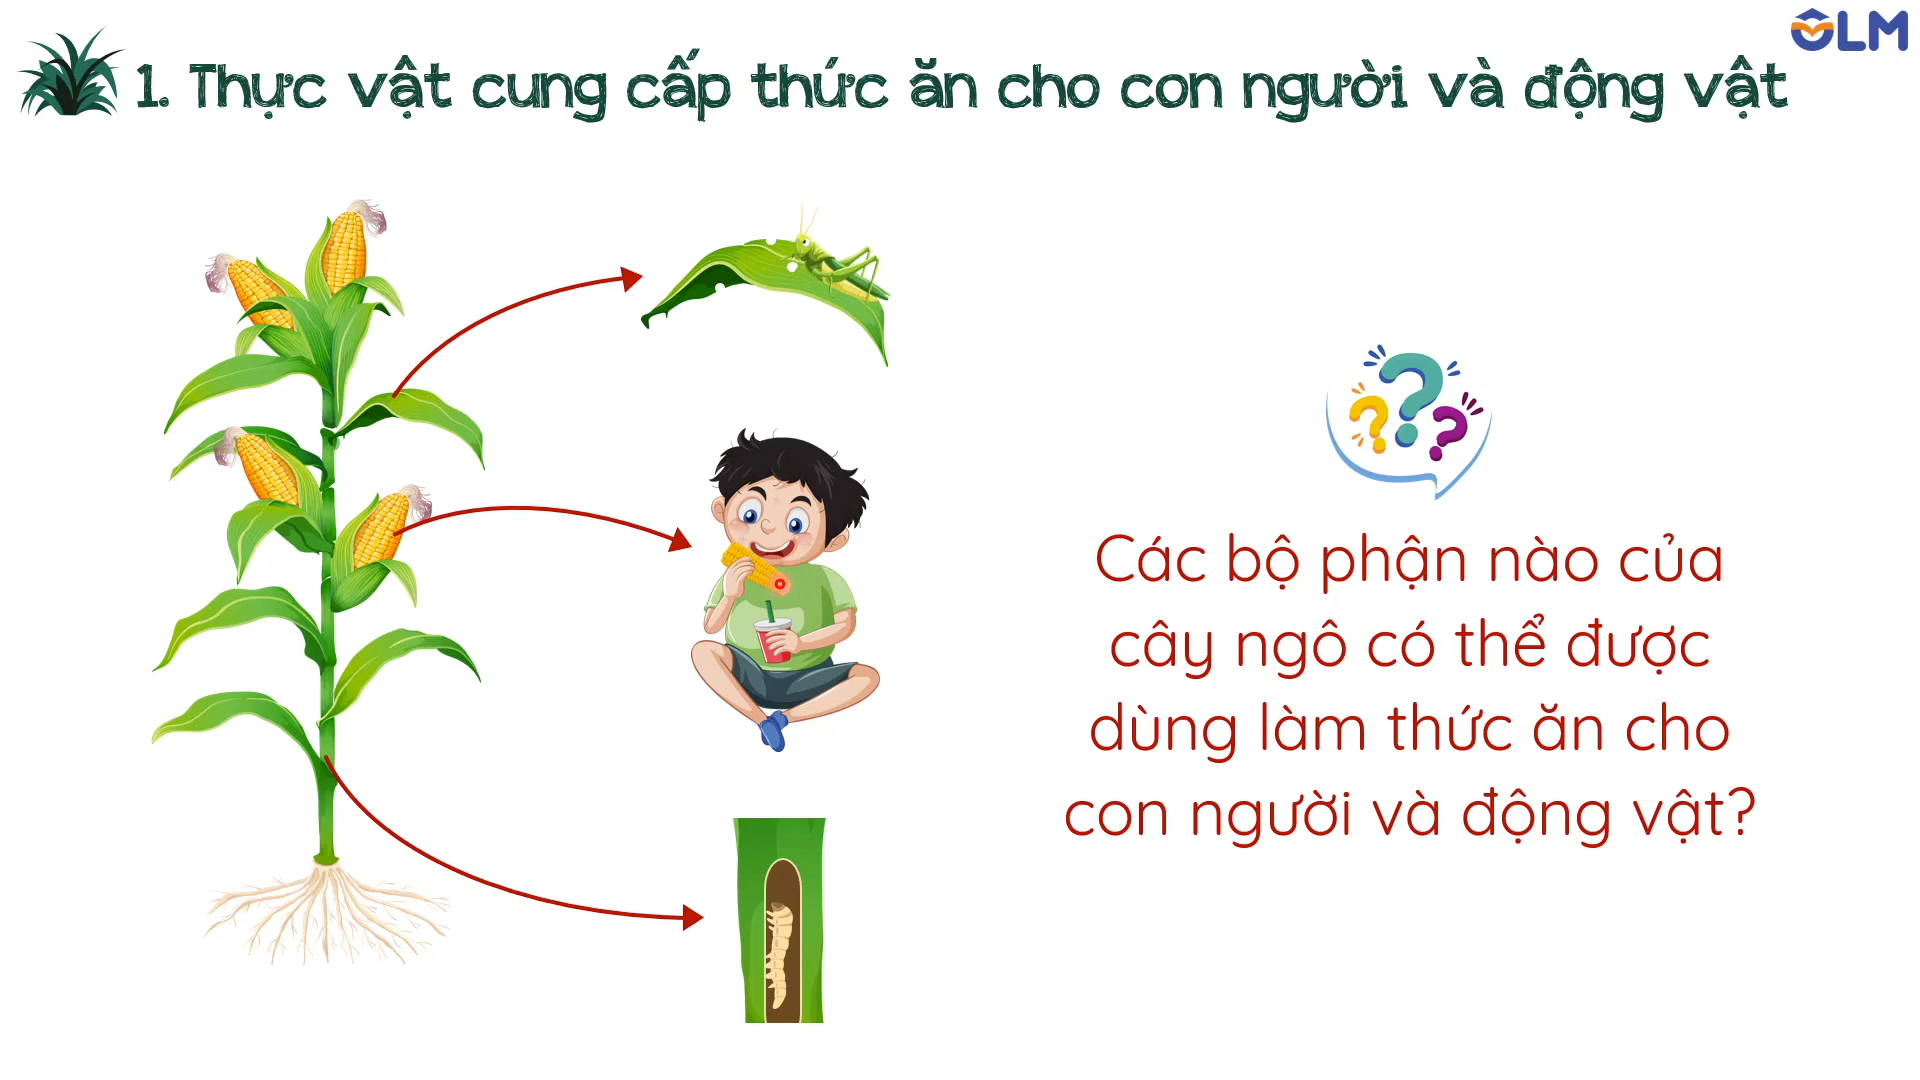 OLM
1. Thực vật cung cấp thức ăn cho con người và động vật
Các bộ phận nào của
cây ngô có thể được
dùng làm thức ăn cho
con người và động vật?